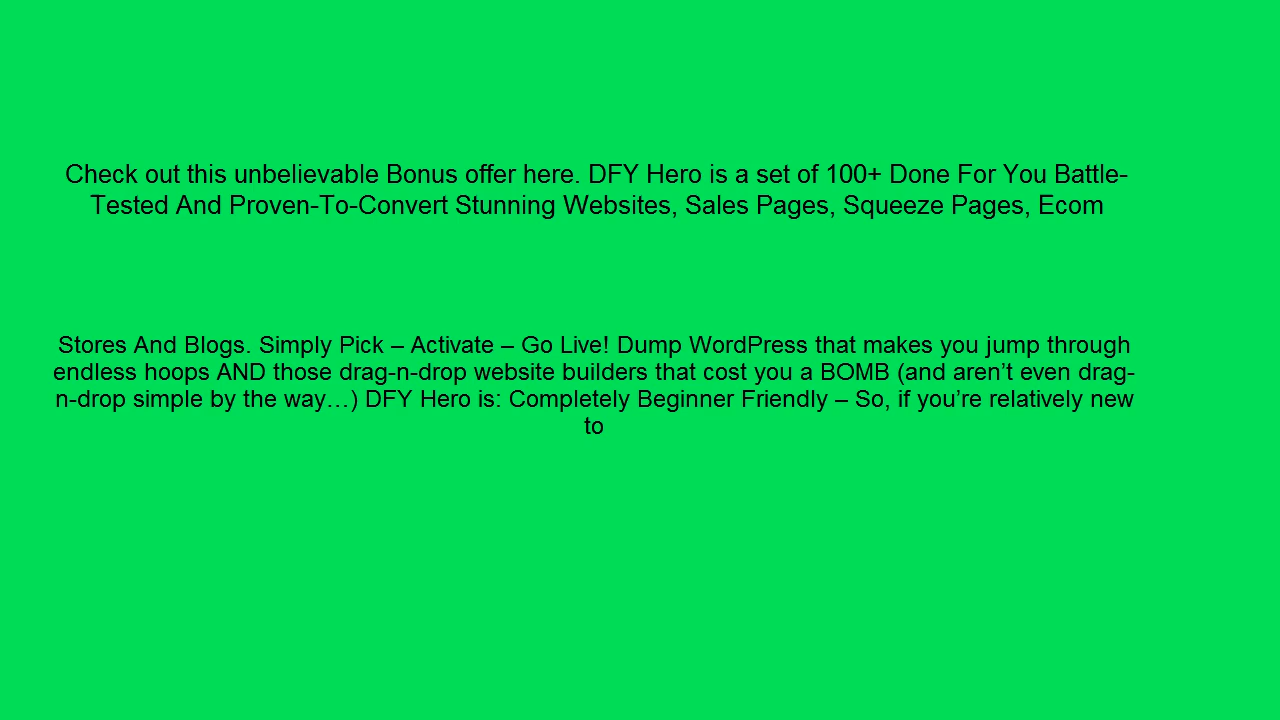 Check out this unbelievable Bonus offer here. DFY Hero is a set of 100+ Done For You Battle-
Tested And Proven-To-Convert Stunning Websites, Sales Pages, Squeeze Pages, Ecom
Stores And Blogs. Simply Pick – Activate – Go Live! Dump WordPress that makes you jump through
endless hoops AND those drag-n-drop website builders that cost you a BOMB (and aren’t even drag-
n-drop simple by the way…) DFY Hero is: Completely Beginner Friendly – So, if you’re relatively new
to